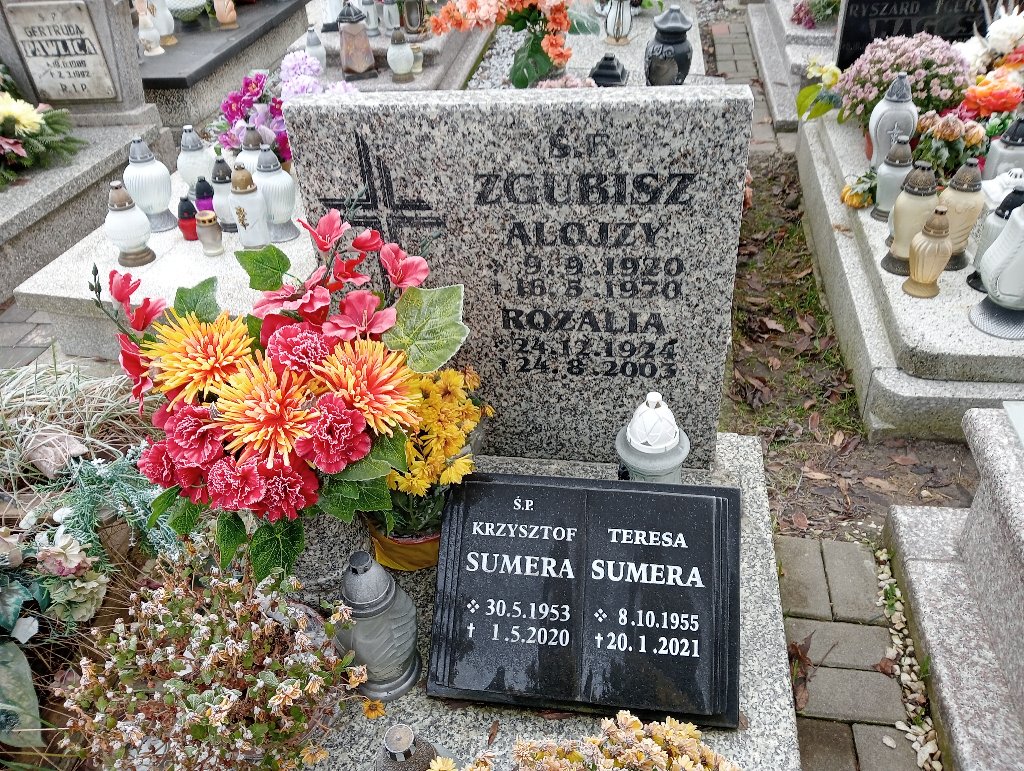 Ś.P.
GERTRUDA
PAWLICA
R.I.P.
RYSZARD
Ś.P.
ZGUBISZ
ALOJZY
9.9.1920
† 16.5.1970
ROZALIA
24.12.1924
† 24.8.2003
Ś.P.
KRZYSZTOF
SUMERA
30.5.1953
† 1.5.2020
TERESA
SUMERA
8.10.1955
† 20.1.2021